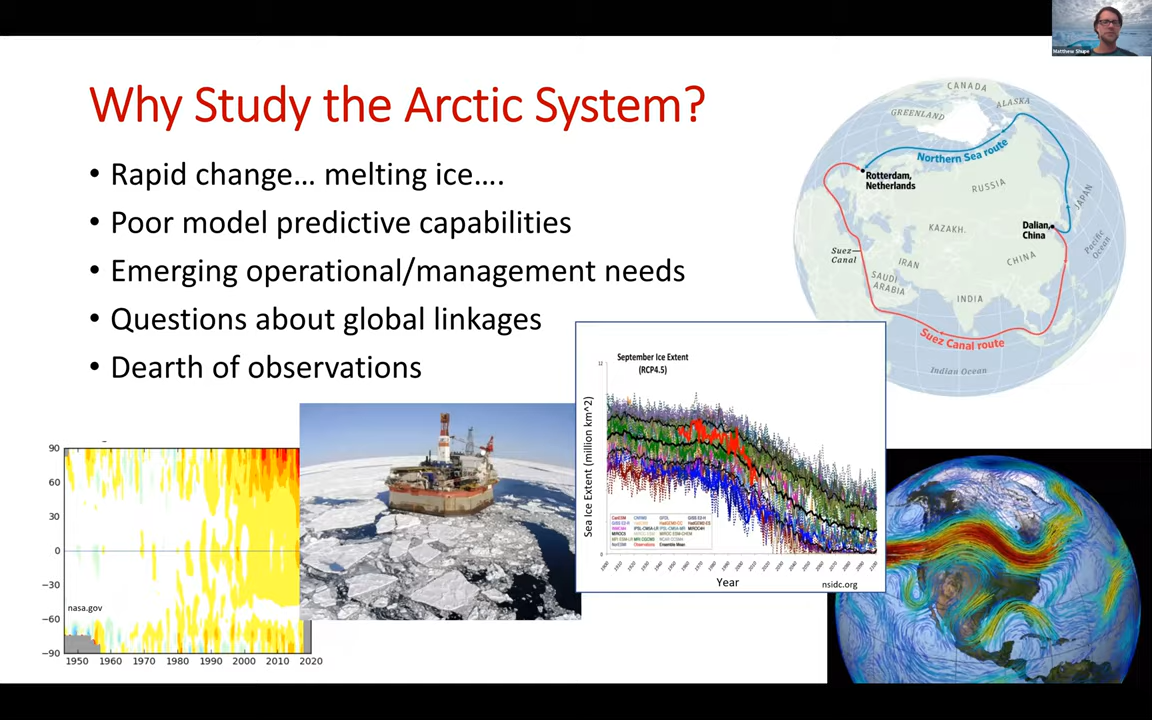 Matthew Shupe
Why Study the Arctic System?
• Rapid change... melting ice....
• Poor model predictive capabilities
• Emerging operational/management needs
• Questions about global linkages
• Dearth of observations
CANADA
ALASKA
GREENLAND
Northern Sea route
Rotterdam,
Netherlands
RUSSIA
JAPAN
KAZAKH.
Dalian,
China
Pacific
Ocean
Suez
Canal
IRAN
CHINA
SAUDI
ARABIA
INDIA
Suez Canal route
Indian Ocean
September Ice Extent
(RCP4.5)
12
Sea Ice Extent (million km^2)
0
Year
nsidc.org
90
60
30
0
−30
nasa.gov
−60
−90
1950 1960 1970 1980 1990 2000 2010 2020